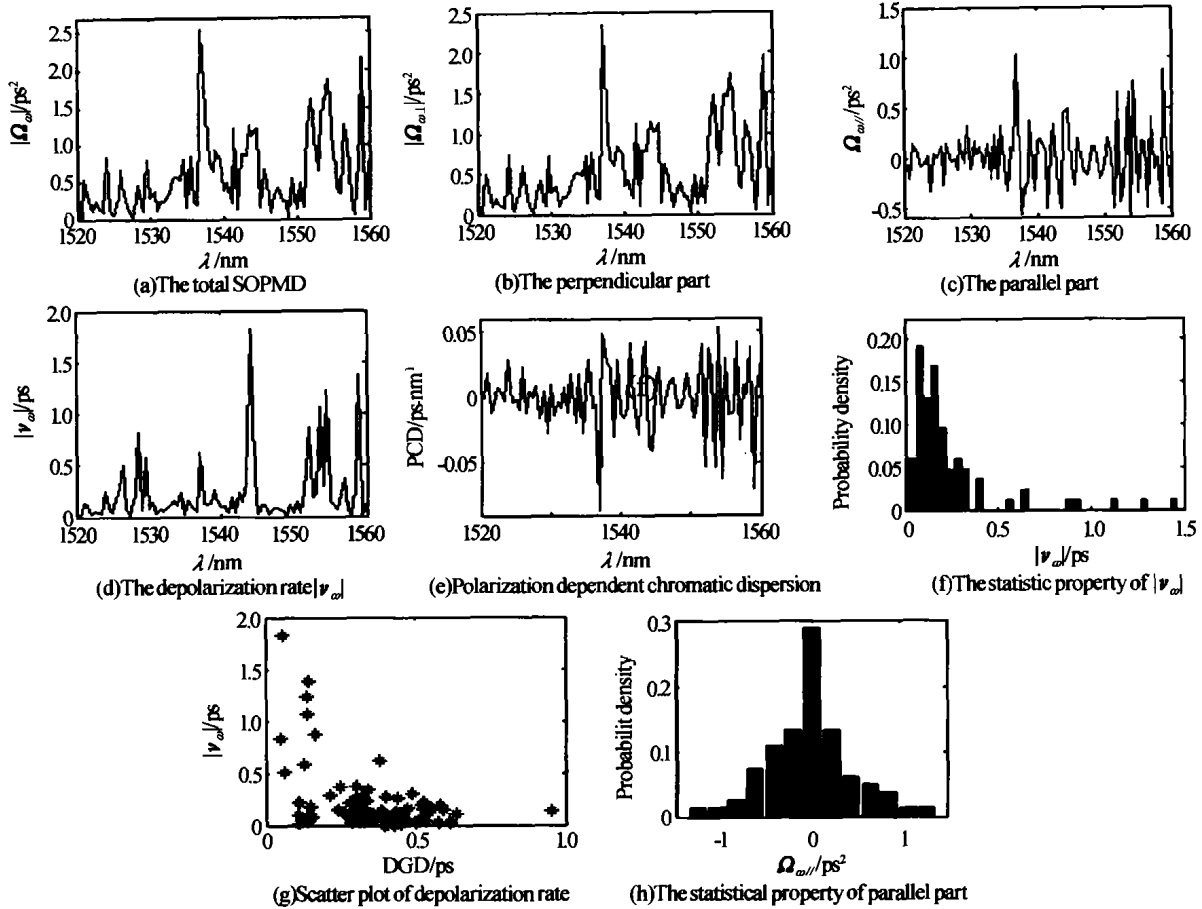 |Ω_ω|/ps²
2.5
2.0
1.5
1.0
0.5
0
1520 1530 1540 1550 1560
λ/nm
(a)The total SOPMD
|Ω_ω⊥|/ps²
2.5
2.0
1.5
1.0
0.5
0
1520 1530 1540 1550 1560
λ/nm
(b)The perpendicular part
Ω_ω///ps²
1.5
1.0
0.5
0
-0.5
1520 1530 1540 1550 1560
λ/nm
(c)The parallel part
|ν_ω|/ps
2.0
1.5
1.0
0.5
0
1520 1530 1540 1550 1560
λ/nm
(d)The depolarization rate|ν_ω|
PCD/ps·nm¹
0.05
0
-0.05
1520 1540 1560
λ/nm
(e)Polarization dependent chromatic dispersion
Probability density
0.20
0.15
0.10
0.05
0
0 0.5 1.0 1.5
|ν_ω|/ps
(f)The statistic property of |ν_ω|
|ν_ω|/ps
2.0
1.5
1.0
0.5
0
0 0.5 1.0
DGD/ps
(g)Scatter plot of depolarization rate
Probabilit density
0.3
0.2
0.1
0
-1 0 1
Ω_ω///ps²
(h)The statistical property of parallel part